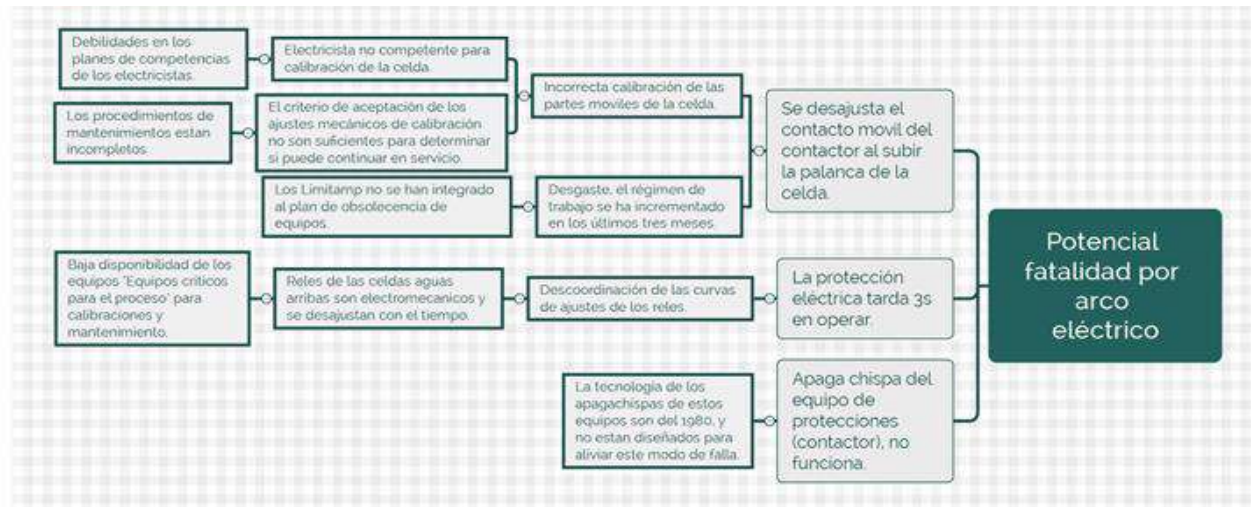 Debilidades en los
planes de competencias
de los electricistas.
Electricista no competente para
calibración de la celda.
Los procedimientos de
mantenimientos estan
incompletos
El criterio de aceptación de los
ajustes mecánicos de calibración
no son suficientes para determinar
si puede continuar en servicio.
Incorrecta calibración de las
partes moviles de la celda.
Los Limitamp no se han integrado
al plan de obsolecencia de
equipos.
Desgaste, el régimen de
trabajo se ha incrementado
en los últimos tres meses.
Se desajusta el
contacto movil del
contactor al subir
la palanca de la
celda.
Baja disponibilidad de los
equipos "Equipos criticos
para el proceso" para
calibraciones y
mantenimiento.
Reles de las celdas aguas
arribas son electromecanicos y
se desajustan con el tiempo.
Descoordinación de las curvas
de ajustes de los reles.
La protección
eléctrica tarda 3s
en operar.
La tecnologia de los
apagachispas de estos
equipos son del 1980, y
no estan diseñados para
aliviar este modo de falla.
Apaga chispa del
equipo de
protecciones
(contactor), no
funciona.
Potencial
fatalidad por
arco
eléctrico